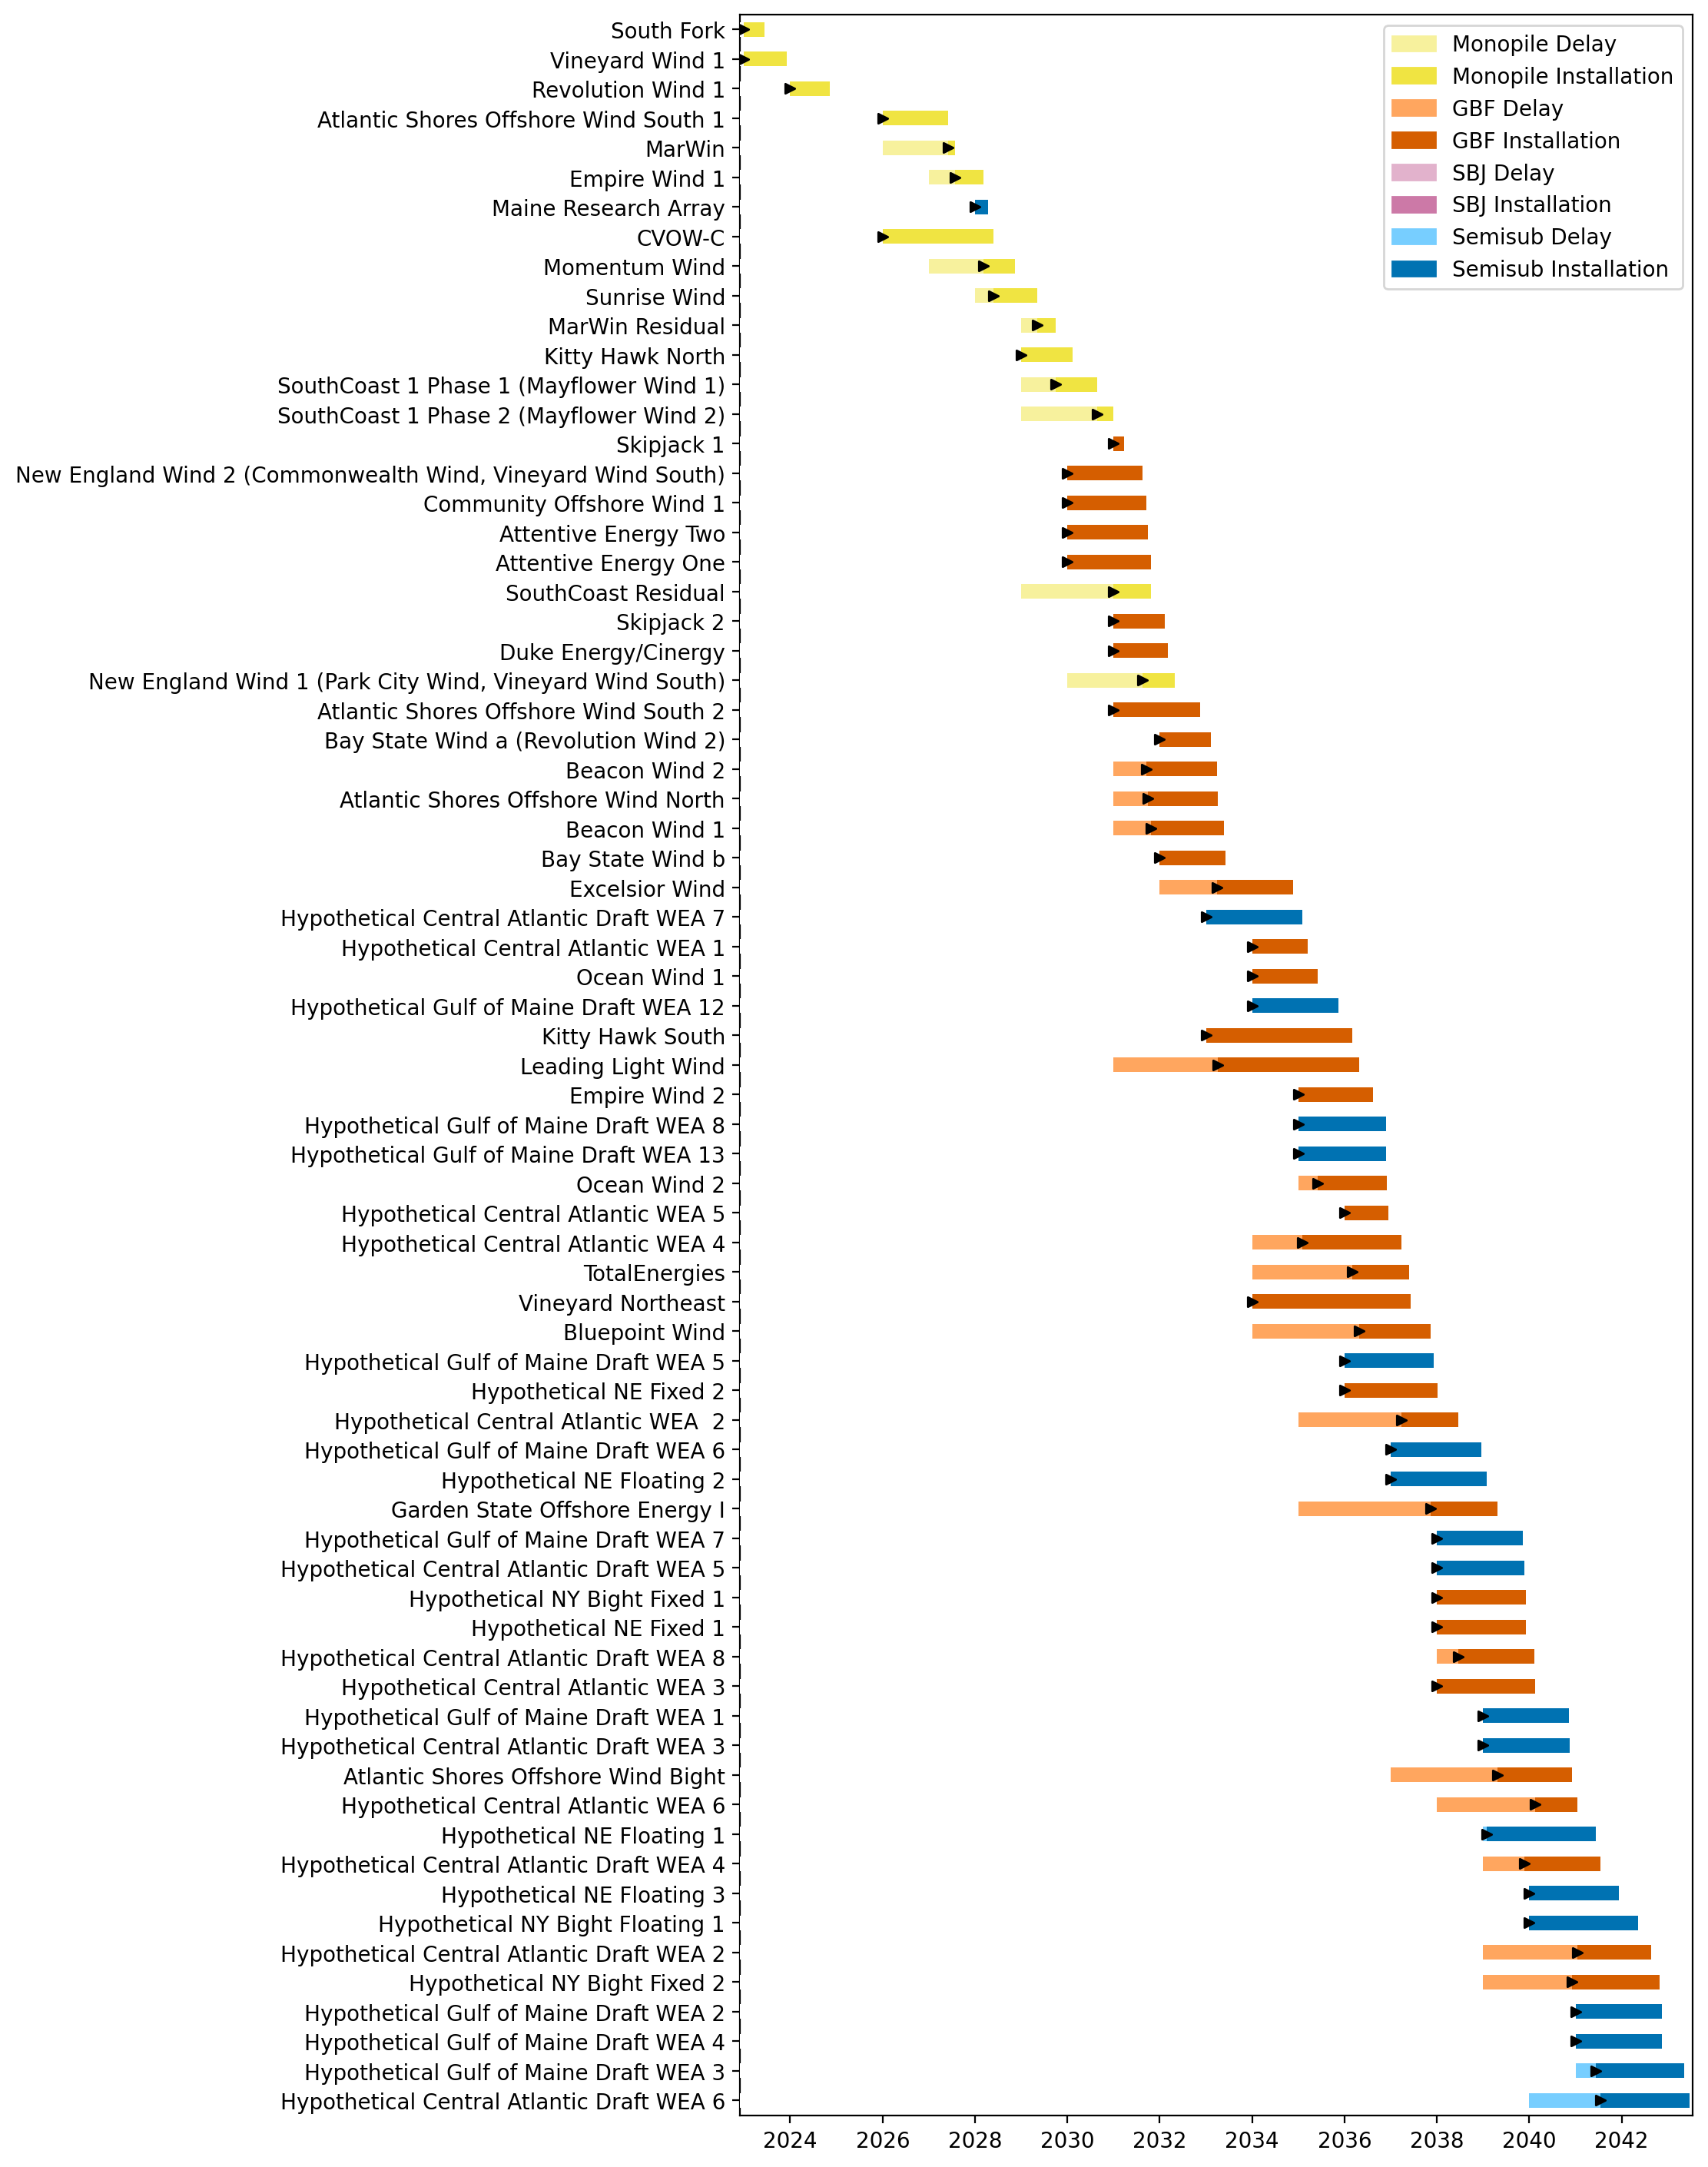 South Fork
Vineyard Wind 1
Revolution Wind 1
Atlantic Shores Offshore Wind South 1
MarWin
Empire Wind 1
Maine Research Array
CVOW-C
Momentum Wind
Sunrise Wind
MarWin Residual
Kitty Hawk North
SouthCoast 1 Phase 1 (Mayflower Wind 1)
SouthCoast 1 Phase 2 (Mayflower Wind 2)
Skipjack 1
New England Wind 2 (Commonwealth Wind, Vineyard Wind South)
Community Offshore Wind 1
Attentive Energy Two
Attentive Energy One
SouthCoast Residual
Skipjack 2
Duke Energy/Cinergy
New England Wind 1 (Park City Wind, Vineyard Wind South)
Atlantic Shores Offshore Wind South 2
Bay State Wind a (Revolution Wind 2)
Beacon Wind 2
Atlantic Shores Offshore Wind North
Beacon Wind 1
Bay State Wind b
Excelsior Wind
Hypothetical Central Atlantic Draft WEA 7
Hypothetical Central Atlantic WEA 1
Ocean Wind 1
Hypothetical Gulf of Maine Draft WEA 12
Kitty Hawk South
Leading Light Wind
Empire Wind 2
Hypothetical Gulf of Maine Draft WEA 8
Hypothetical Gulf of Maine Draft WEA 13
Ocean Wind 2
Hypothetical Central Atlantic WEA 5
Hypothetical Central Atlantic WEA 4
TotalEnergies
Vineyard Northeast
Bluepoint Wind
Hypothetical Gulf of Maine Draft WEA 5
Hypothetical NE Fixed 2
Hypothetical Central Atlantic WEA  2
Hypothetical Gulf of Maine Draft WEA 6
Hypothetical NE Floating 2
Garden State Offshore Energy I
Hypothetical Gulf of Maine Draft WEA 7
Hypothetical Central Atlantic Draft WEA 5
Hypothetical NY Bight Fixed 1
Hypothetical NE Fixed 1
Hypothetical Central Atlantic Draft WEA 8
Hypothetical Central Atlantic WEA 3
Hypothetical Gulf of Maine Draft WEA 1
Hypothetical Central Atlantic Draft WEA 3
Atlantic Shores Offshore Wind Bight
Hypothetical Central Atlantic WEA 6
Hypothetical NE Floating 1
Hypothetical Central Atlantic Draft WEA 4
Hypothetical NE Floating 3
Hypothetical NY Bight Floating 1
Hypothetical Central Atlantic Draft WEA 2
Hypothetical NY Bight Fixed 2
Hypothetical Gulf of Maine Draft WEA 2
Hypothetical Gulf of Maine Draft WEA 4
Hypothetical Gulf of Maine Draft WEA 3
Hypothetical Central Atlantic Draft WEA 6
Monopile Delay
Monopile Installation
GBF Delay
GBF Installation
SBJ Delay
SBJ Installation
Semisub Delay
Semisub Installation
2024 2026 2028 2030 2032 2034 2036 2038 2040 2042